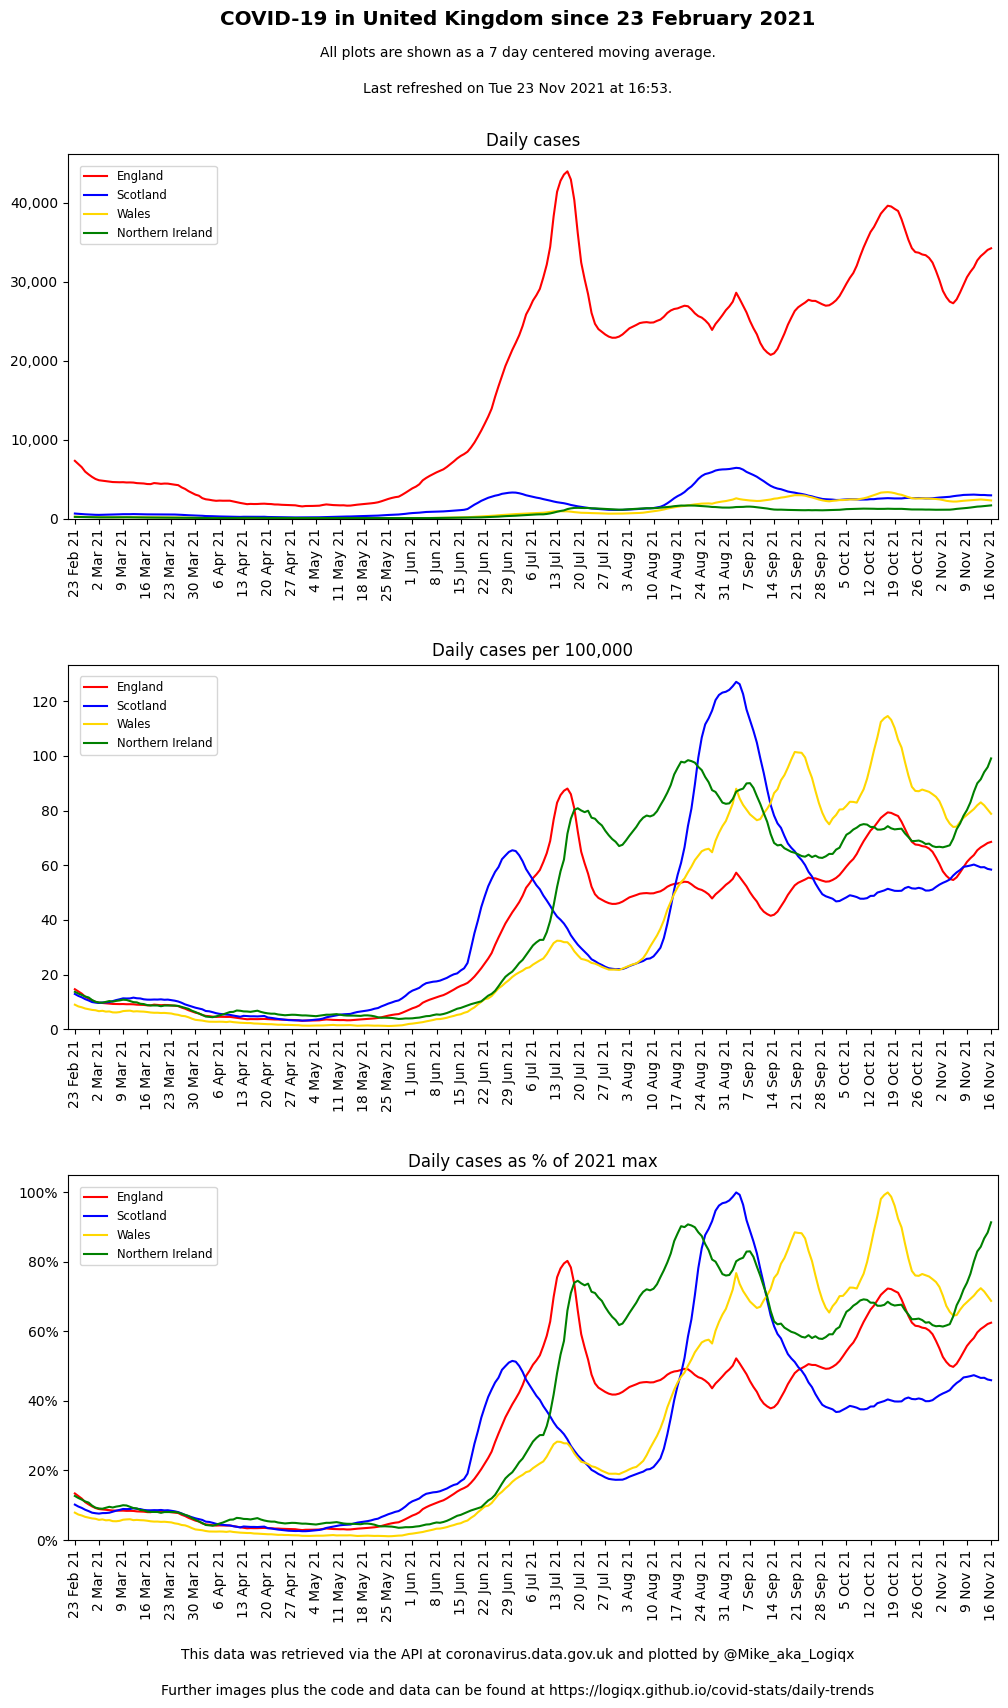 COVID-19 in United Kingdom since 23 February 2021
All plots are shown as a 7 day centered moving average.
Last refreshed on Tue 23 Nov 2021 at 16:53.
Daily cases
England
Scotland
Wales
Northern Ireland
40,000
30,000
20,000
10,000
0
23 Feb 21
2 Mar 21
9 Mar 21
16 Mar 21
23 Mar 21
30 Mar 21
6 Apr 21
13 Apr 21
20 Apr 21
27 Apr 21
4 May 21
11 May 21
18 May 21
25 May 21
1 Jun 21
8 Jun 21
15 Jun 21
22 Jun 21
29 Jun 21
6 Jul 21
13 Jul 21
20 Jul 21
27 Jul 21
3 Aug 21
10 Aug 21
17 Aug 21
24 Aug 21
31 Aug 21
7 Sep 21
14 Sep 21
21 Sep 21
28 Sep 21
5 Oct 21
12 Oct 21
19 Oct 21
26 Oct 21
2 Nov 21
9 Nov 21
16 Nov 21
Daily cases per 100,000
England
Scotland
Wales
Northern Ireland
120
100
80
60
40
20
0
23 Feb 21
2 Mar 21
9 Mar 21
16 Mar 21
23 Mar 21
30 Mar 21
6 Apr 21
13 Apr 21
20 Apr 21
27 Apr 21
4 May 21
11 May 21
18 May 21
25 May 21
1 Jun 21
8 Jun 21
15 Jun 21
22 Jun 21
29 Jun 21
6 Jul 21
13 Jul 21
20 Jul 21
27 Jul 21
3 Aug 21
10 Aug 21
17 Aug 21
24 Aug 21
31 Aug 21
7 Sep 21
14 Sep 21
21 Sep 21
28 Sep 21
5 Oct 21
12 Oct 21
19 Oct 21
26 Oct 21
2 Nov 21
9 Nov 21
16 Nov 21
Daily cases as % of 2021 max
England
Scotland
Wales
Northern Ireland
100%
80%
60%
40%
20%
0%
23 Feb 21
2 Mar 21
9 Mar 21
16 Mar 21
23 Mar 21
30 Mar 21
6 Apr 21
13 Apr 21
20 Apr 21
27 Apr 21
4 May 21
11 May 21
18 May 21
25 May 21
1 Jun 21
8 Jun 21
15 Jun 21
22 Jun 21
29 Jun 21
6 Jul 21
13 Jul 21
20 Jul 21
27 Jul 21
3 Aug 21
10 Aug 21
17 Aug 21
24 Aug 21
31 Aug 21
7 Sep 21
14 Sep 21
21 Sep 21
28 Sep 21
5 Oct 21
12 Oct 21
19 Oct 21
26 Oct 21
2 Nov 21
9 Nov 21
16 Nov 21
This data was retrieved via the API at coronavirus.data.gov.uk and plotted by @Mike_aka_Logiqx
Further images plus the code and data can be found at https://logiqx.github.io/covid-stats/daily-trends